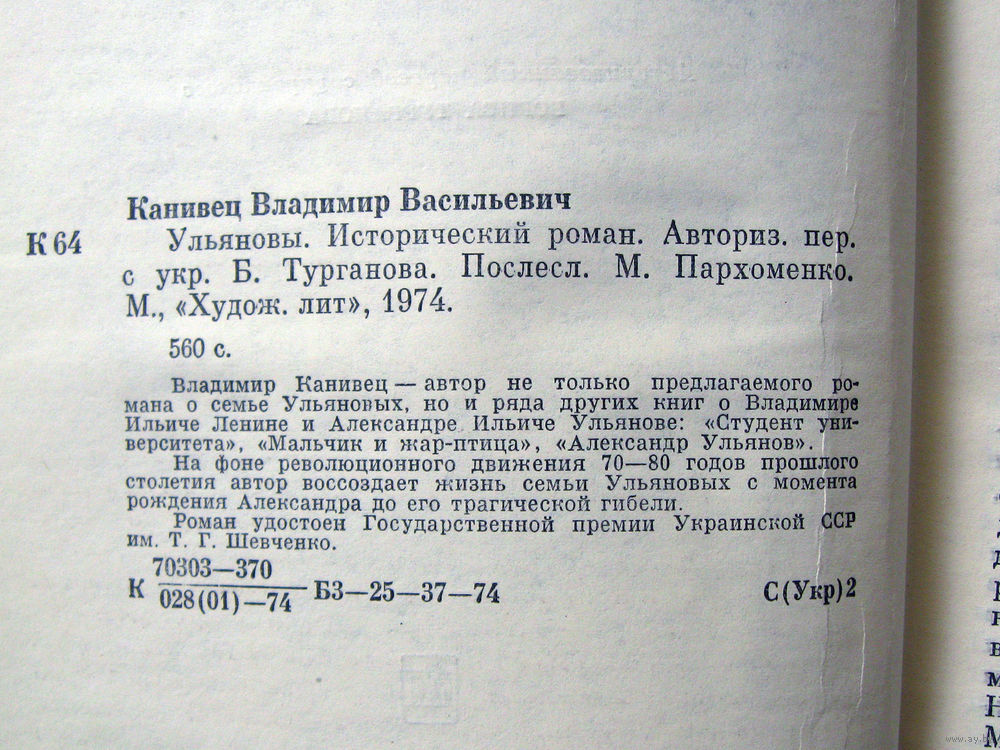 Канивец Владимир Васильевич
К 64
Ульяновы. Исторический роман. Авториз. пер.
с укр. Б. Турганова. Послесл. М. Пархоменко.
М., «Худож. лит», 1974.
560 с.
Владимир Канивец — автор не только предлагаемого ро-
мана о семье Ульяновых, но и ряда других книг о Владимире
Ильиче Ленине и Александре Ильиче Ульянове: «Студент уни-
верситета», «Мальчик и жар-птица», «Александр Ульянов».
На фоне революционного движения 70—80 годов прошлого
столетия автор воссоздает жизнь семьи Ульяновых с момента
рождения Александра до его трагической гибели.
Роман удостоен Государственной премии Украинской ССР
им. Т. Г. Шевченко.
70303—370
К 028(01)—74 БЗ—25—37—74 С(Укр)2